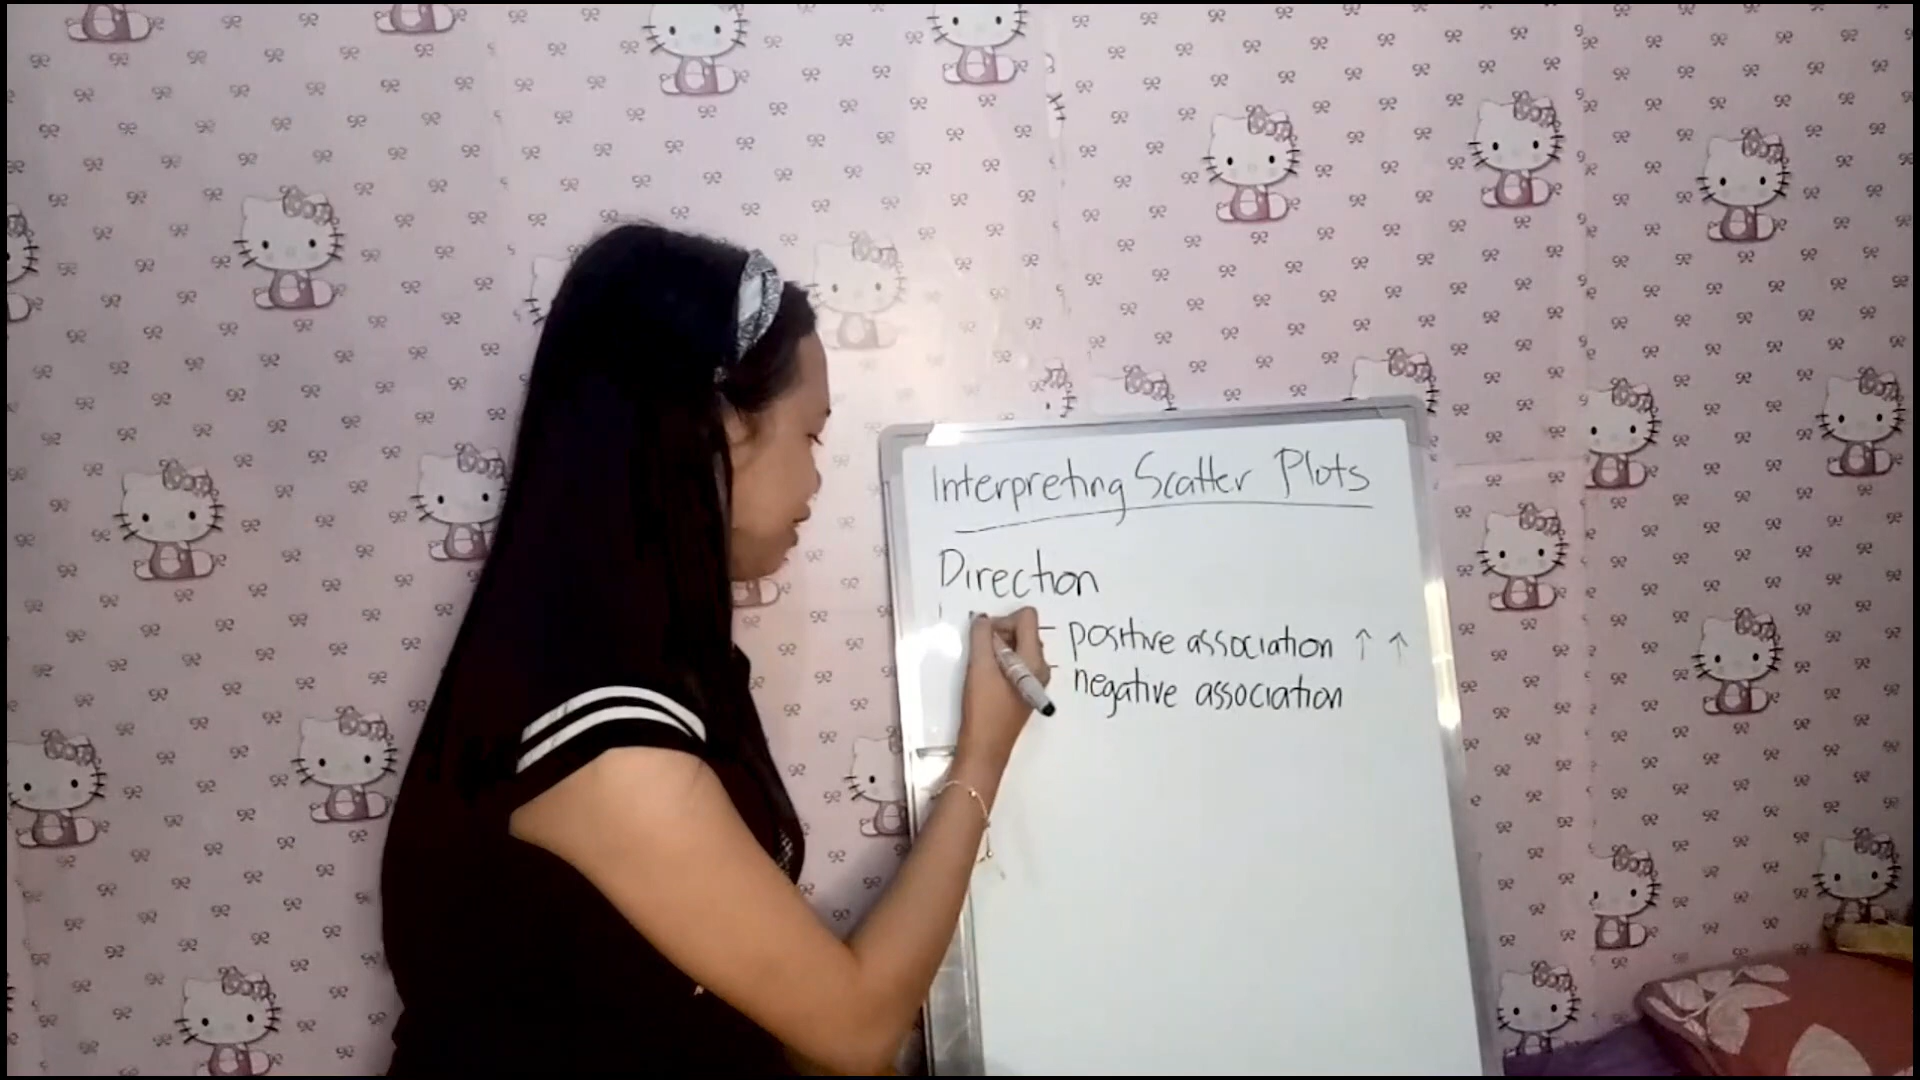 Interpreting Scatter Plots
Direction
- positive association ↑ ↑
- negative association